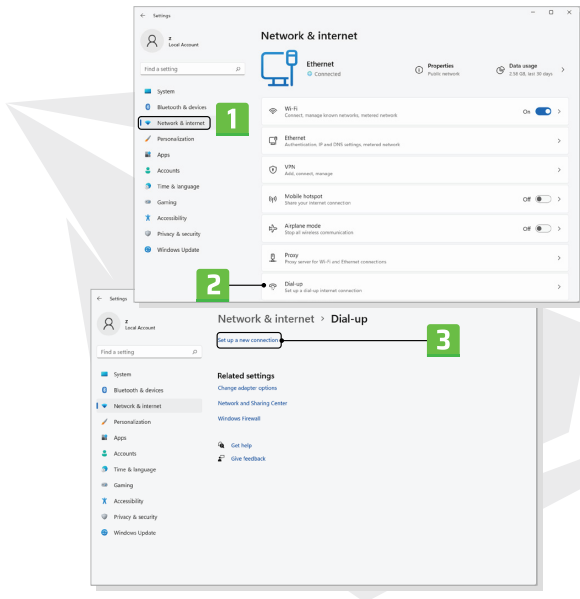 Settings
z
Local Account
Find a setting
System
Bluetooth & devices
Network & internet
Personalization
Apps
Accounts
Time & language
Gaming
Accessibility
Privacy & security
Windows Update
1
Network & internet
Ethernet
Connected
Properties
Public network
Data usage
2.56 GB, last 30 days
Wi-Fi
Connect, manage known networks, metered network
On
Ethernet
Authentication, IP and DNS settings, metered network
VPN
Add, connect, manage
Mobile hotspot
Share your internet connection
Off
Airplane mode
Stop all wireless communication
Off
Proxy
Proxy server for Wi-Fi and Ethernet connections
2
Dial-up
Set up a dial-up internet connection
Settings
z
Local Account
Find a setting
System
Bluetooth & devices
Network & internet
Personalization
Apps
Accounts
Time & language
Gaming
Accessibility
Privacy & security
Windows Update
Network & internet > Dial-up
Set up a new connection
3
Related settings
Change adapter options
Network and Sharing Center
Windows Firewall
Get help
Give feedback